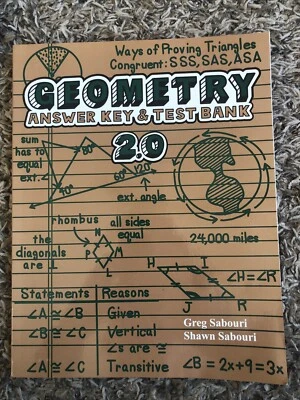 Ways of Proving Triangles
Congruent: SSS, SAS, ASA
GEOMETRY
ANSWER KEY & TEST BANK
2.0
sum
has to
equal
ext. ∠
80°
40°
60°
120°
ext. angle
rhombus
all sides
equal
the
diagonals
are ⊥
N
P
M
L
24,000 miles
H
I
J
R
∠H=∠R
Statements
Reasons
∠A ≅ ∠B
Given
∠B ≅ ∠C
Vertical
∠s are ≅
∠A ≅ ∠C
Transitive
∠B = 2x+9 = 3x
Greg Sabouri
Shawn Sabouri